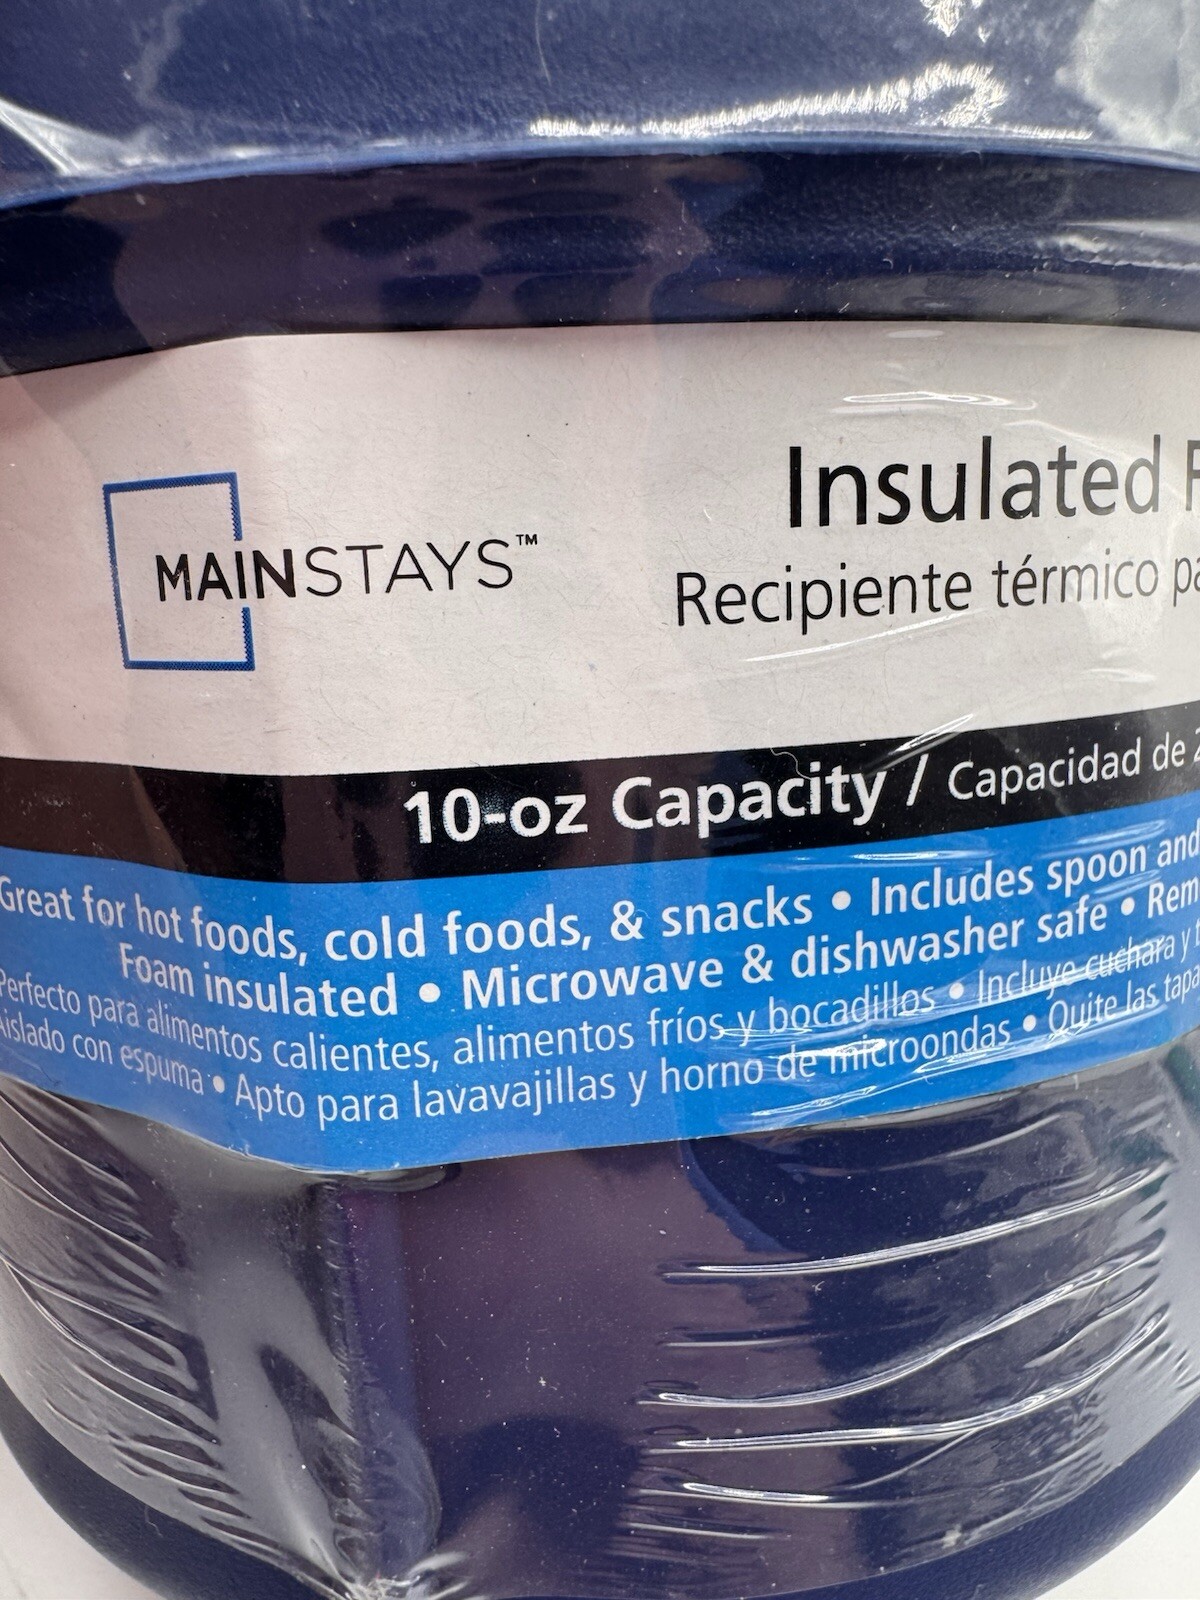 MAINSTAYS™
Insulated
Recipiente térmico
10-oz Capacity / Capacidad de
Great for hot foods, cold foods, & snacks • Includes spoon and
Foam insulated • Microwave & dishwasher safe •
Perfecto para alimentos calientes, alimentos fríos y bocadillos • Incluye cuchara y
Aislado con espuma • Apto para lavavajillas y horno de microondas • Quite las